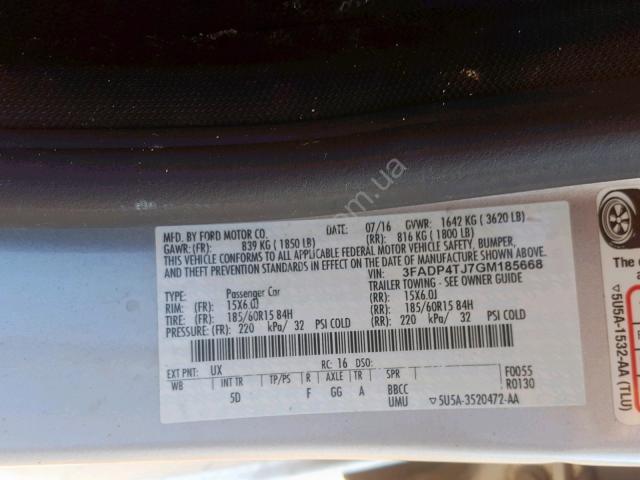 MFD. BY FORD MOTOR CO. DATE: 07/16 GVWR: 1642 KG ( 3620 LB)
GAWR: (FR): 839 KG ( 1850 LB) (RR): 816 KG ( 1800 LB)
THIS VEHICLE CONFORMS TO ALL APPLICABLE FEDERAL MOTOR VEHICLE SAFETY, BUMPER,
AND THEFT PREVENTION STANDARDS IN EFFECT ON THE DATE OF MANUFACTURE SHOWN ABOVE.
VIN: 3FADP4TJ7GM185668
TYPE: Passenger Car TRAILER TOWING - SEE OWNER GUIDE
RIM: (FR): 15X6.0J (RR): 15X6.0J
TIRE: (FR): 185/60R15 84H (RR): 185/60R15 84H
PRESSURE: (FR): 220 kPa/ 32 PSI COLD (RR): 220 kPa/ 32 PSI COLD
EXT PNT: UX RC: 16 DSO: F0055
WB INT TR TP/PS R AXLE TR SPR R0130
5D F GG A BBCC
UMU ▽5U5A-3520472-AA
The
▽5U5A-1532-AA (TLU)
.ua